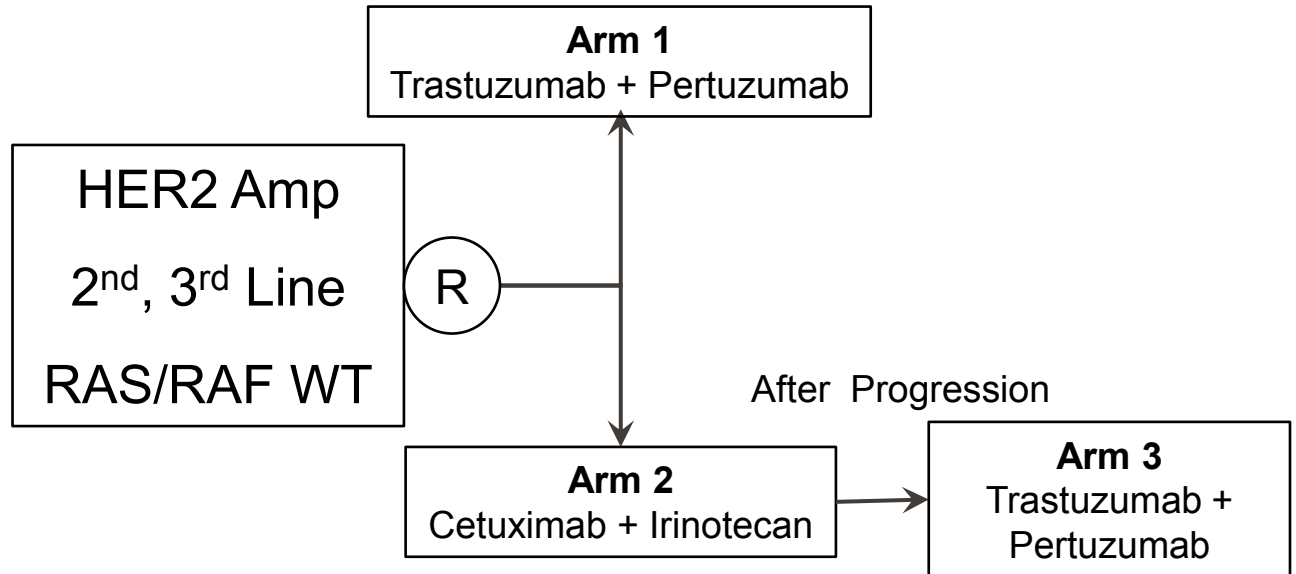 Arm 1
Trastuzumab + Pertuzumab
HER2 Amp
2nd, 3rd Line
RAS/RAF WT
R
After Progression
Arm 2
Cetuximab + Irinotecan
Arm 3
Trastuzumab +
Pertuzumab